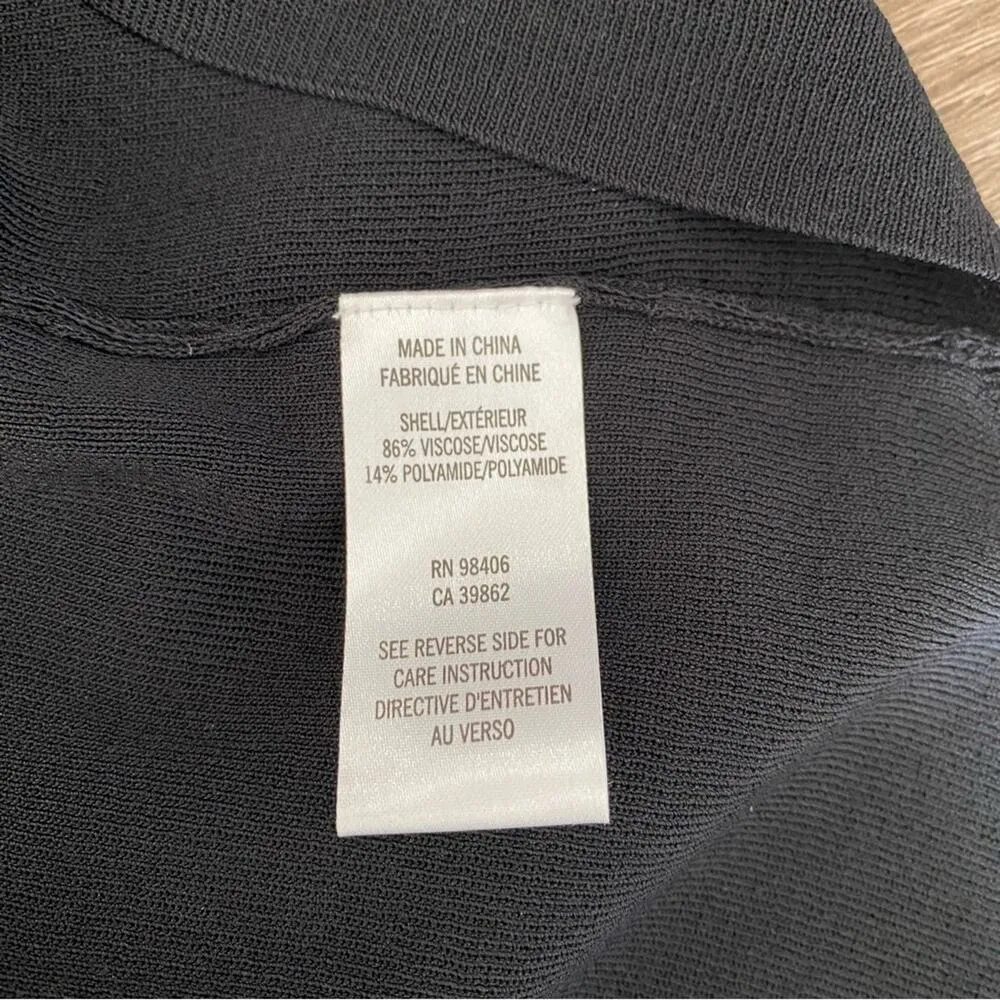 MADE IN CHINA
FABRIQUÉ EN CHINE
SHELL/EXTÉRIEUR
86% VISCOSE/VISCOSE
14% POLYAMIDE/POLYAMIDE
RN 98406
CA 39862
SEE REVERSE SIDE FOR
CARE INSTRUCTION
DIRECTIVE D'ENTRETIEN
AU VERSO